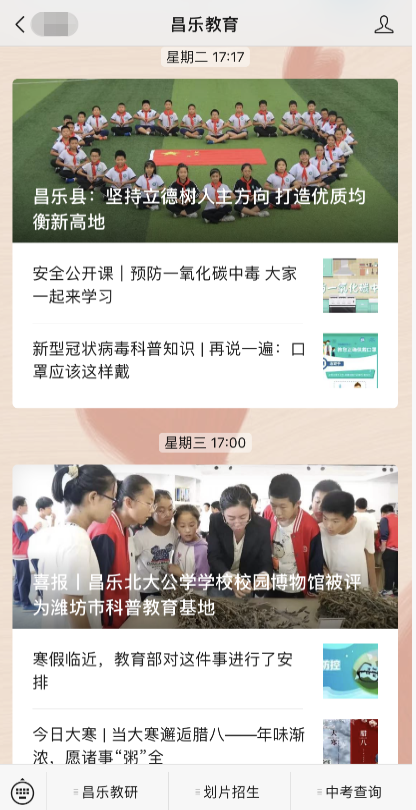 昌乐教育
星期二 17:17
昌乐县：坚持立德树人主方向 打造优质均
衡新高地
安全公开课｜预防一氧化碳中毒 大家
一起来学习
新型冠状病毒科普知识 | 再说一遍：口
罩应该这样戴
星期三 17:00
喜报丨昌乐北大公学学校校园博物馆被评
为潍坊市科普教育基地
寒假临近，教育部对这件事进行了安
排
防控
今日大寒 | 当大寒邂逅腊八——年味渐
浓，愿诸事“粥”全
大寒
腊八
昌乐教研
划片招生
中考查询